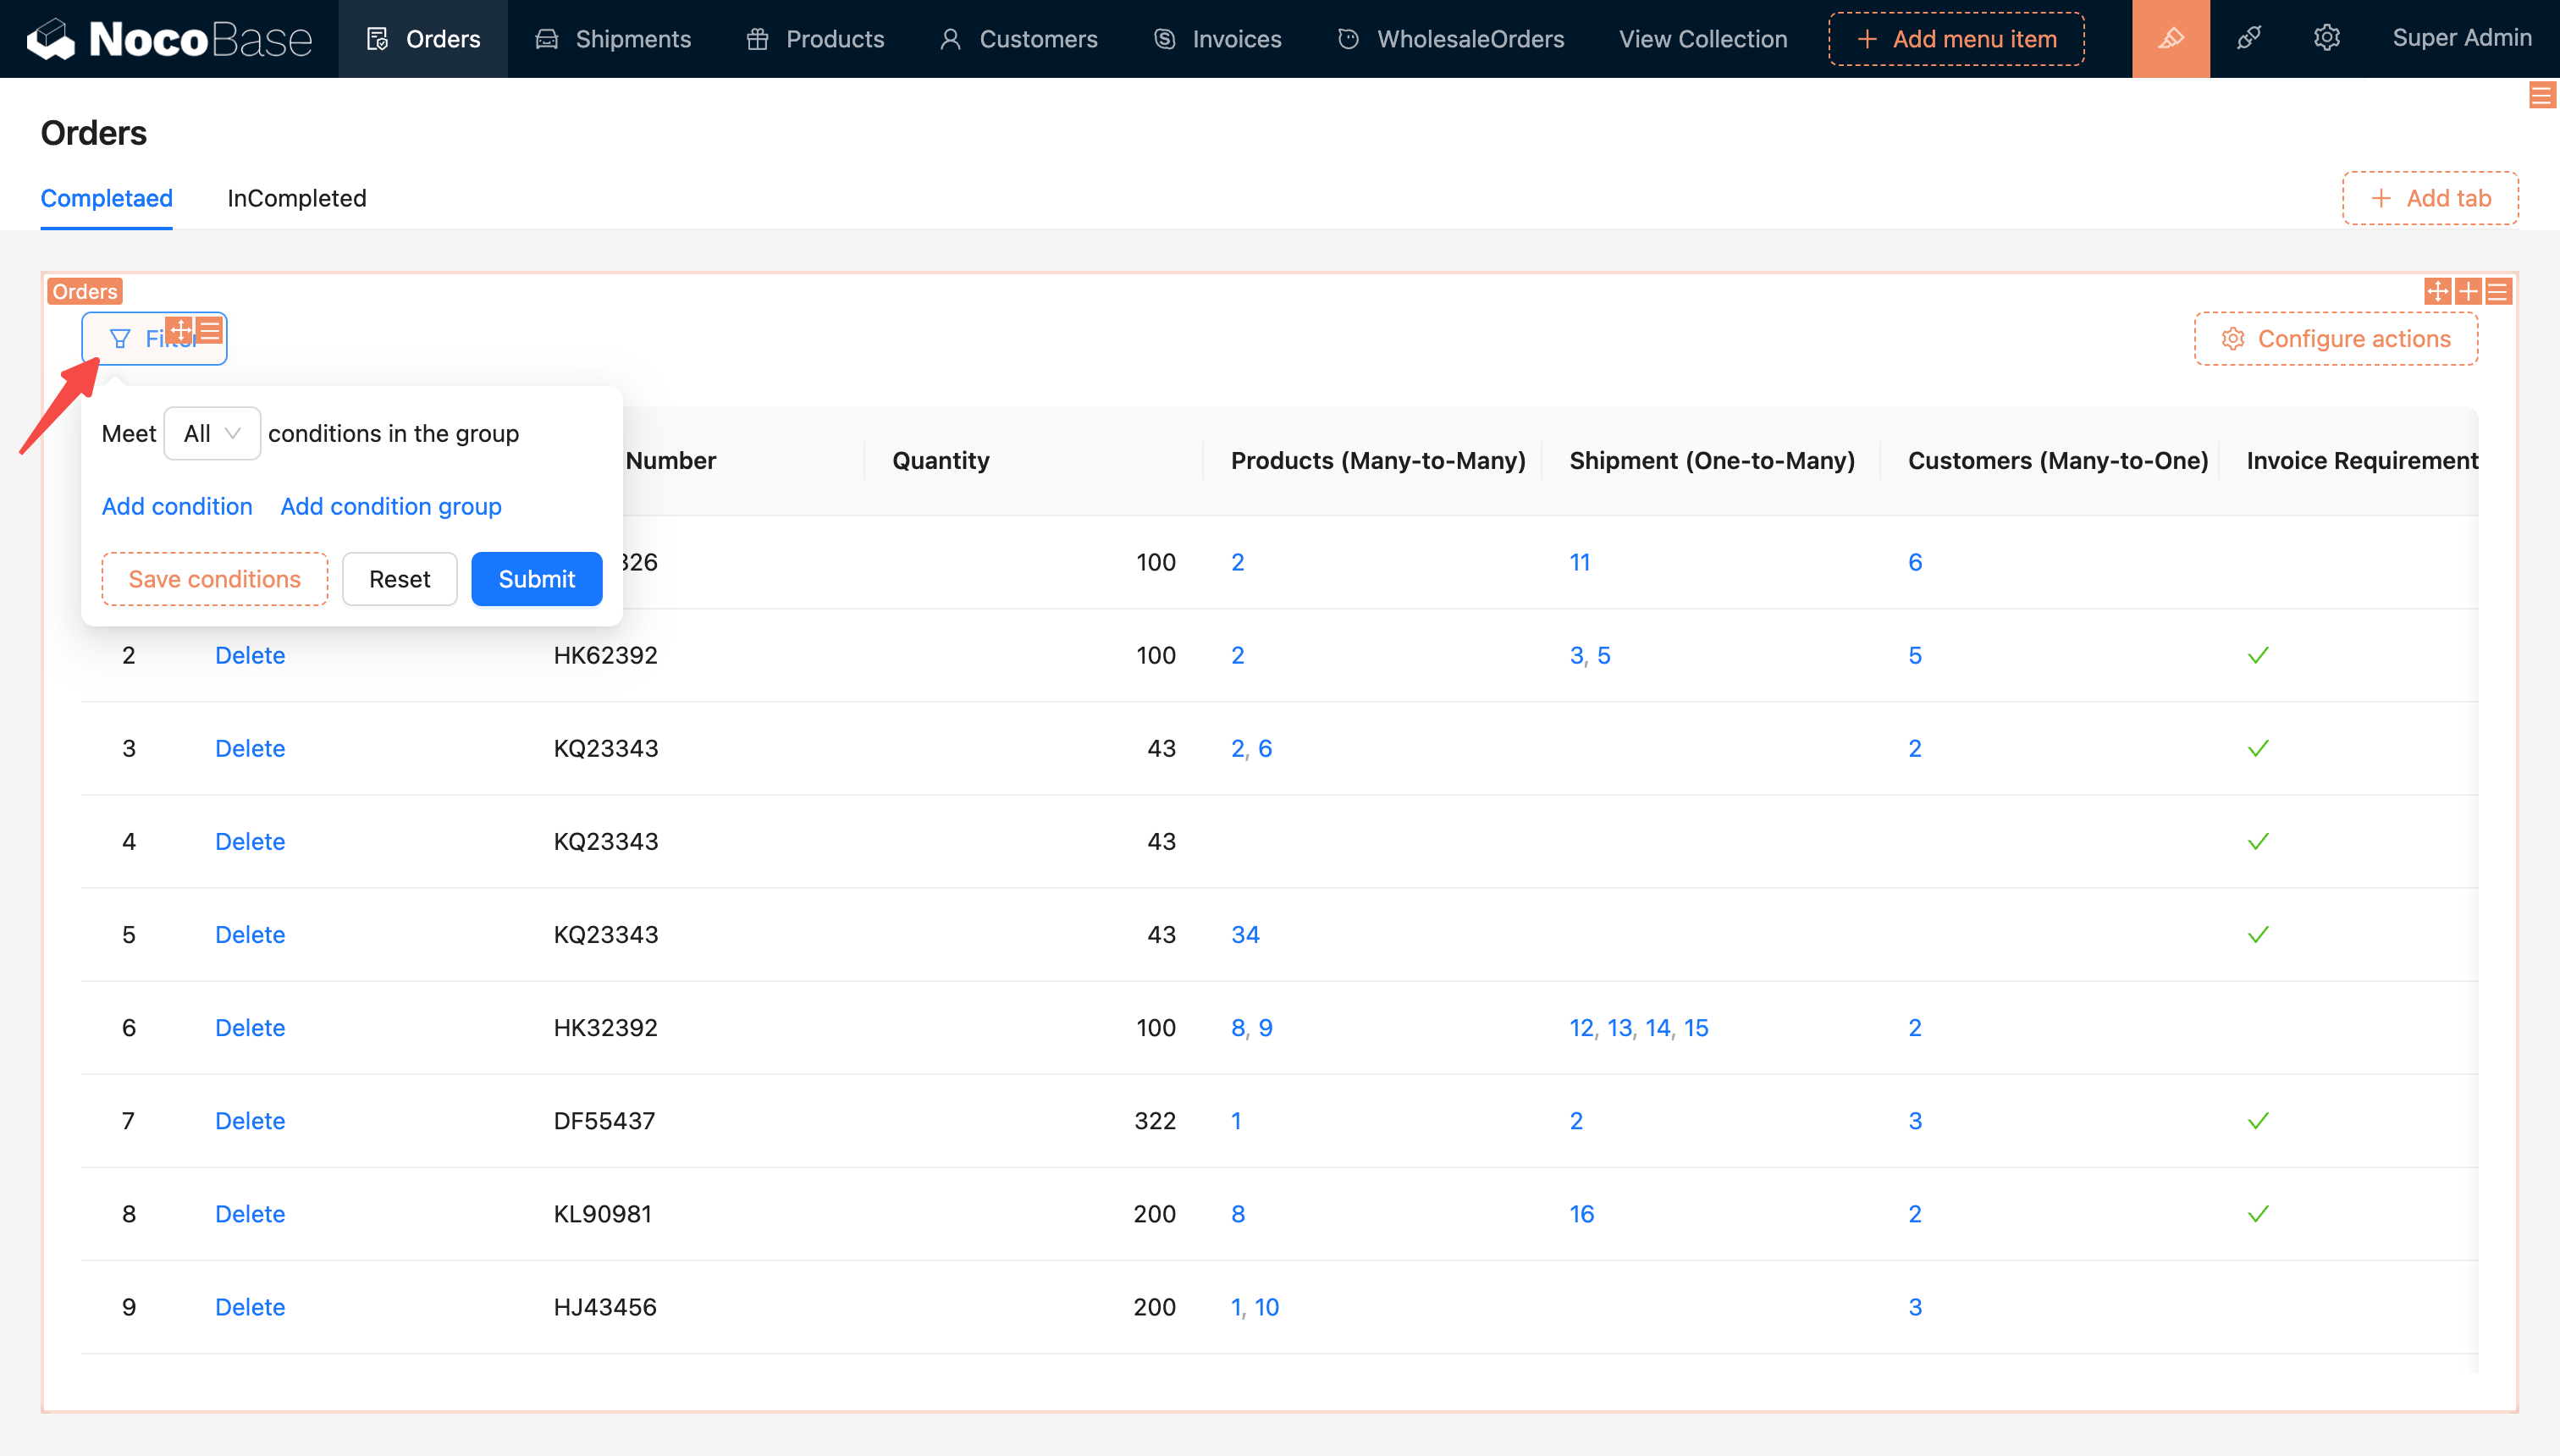 NocoBase Orders Shipments Products Customers Invoices WholesaleOrders View Collection Add menu item Super Admin
Orders
Completaed InCompleted Add tab
Orders
Filter Configure actions
Meet All conditions in the group
Number Quantity Products (Many-to-Many) Shipment (One-to-Many) Customers (Many-to-One) Invoice Requirement
Add condition Add condition group
326 100 2 11 6
Save conditions Reset Submit
2 Delete HK62392 100 2 3, 5 5
3 Delete KQ23343 43 2, 6 2
4 Delete KQ23343 43
5 Delete KQ23343 43 34
6 Delete HK32392 100 8, 9 12, 13, 14, 15 2
7 Delete DF55437 322 1 2 3
8 Delete KL90981 200 8 16 2
9 Delete HJ43456 200 1, 10 3